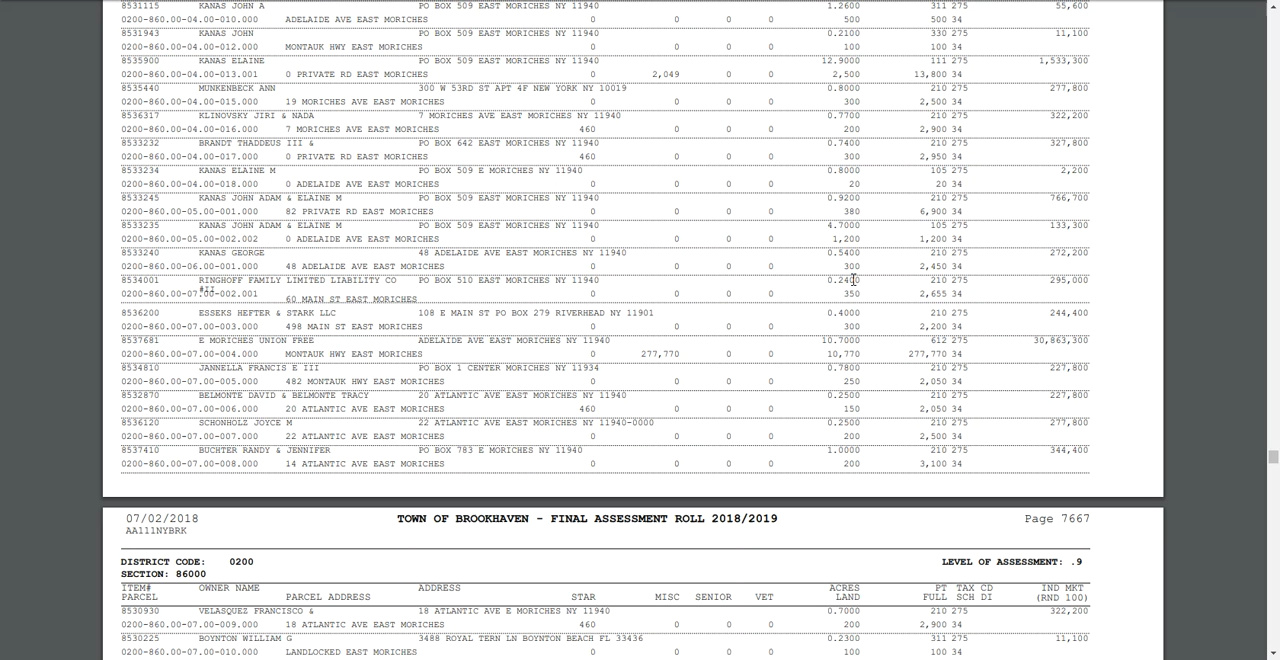 8531115 KANAS JOHN A PO BOX 509 EAST MORICHES NY 11940 1.2600 311 275 55,600
0200-860.00-04.00-010.000 ADELAIDE AVE EAST MORICHES 0 0 0 0 500 500 34
8531943 KANAS JOHN PO BOX 509 EAST MORICHES NY 11940 0.2100 330 275 11,100
0200-860.00-04.00-012.000 MONTAUK HWY EAST MORICHES 0 0 0 0 100 100 34
8535900 KANAS ELAINE PO BOX 509 EAST MORICHES NY 11940 12.9000 111 275 1,533,300
0200-860.00-04.00-013.001 0 PRIVATE RD EAST MORICHES 0 2,049 0 0 2,500 13,800 34
8535440 MUNKENBECK ANN 300 W 53RD ST APT 4F NEW YORK NY 10019 0.8000 210 275 277,800
0200-860.00-04.00-015.000 19 MORICHES AVE EAST MORICHES 0 0 0 0 300 2,500 34
8536317 KLINOVSKY JIRI & NADA 7 MORICHES AVE EAST MORICHES NY 11940 0.7700 210 275 322,200
0200-860.00-04.00-016.000 7 MORICHES AVE EAST MORICHES 460 0 0 0 200 2,900 34
8533232 BRANDT THADDEUS III & PO BOX 642 EAST MORICHES NY 11940 0.7400 210 275 327,800
0200-860.00-04.00-017.000 0 PRIVATE RD EAST MORICHES 460 0 0 0 300 2,950 34
8533234 KANAS ELAINE M PO BOX 509 E MORICHES NY 11940 0.8000 105 275 2,200
0200-860.00-04.00-018.000 0 ADELAIDE AVE EAST MORICHES 0 0 0 0 20 20 34
8533245 KANAS JOHN ADAM & ELAINE M PO BOX 509 EAST MORICHES NY 11940 0.9200 210 275 766,700
0200-860.00-05.00-001.000 82 PRIVATE RD EAST MORICHES 0 0 0 0 380 6,900 34
8533235 KANAS JOHN ADAM & ELAINE M PO BOX 509 EAST MORICHES NY 11940 4.7000 105 275 133,300
0200-860.00-05.00-002.002 0 ADELAIDE AVE EAST MORICHES 0 0 0 0 1,200 1,200 34
8533240 KANAS GEORGE 48 ADELAIDE AVE EAST MORICHES NY 11940 0.5400 210 275 272,200
0200-860.00-06.00-001.000 48 ADELAIDE AVE EAST MORICHES 0 0 0 0 300 2,450 34
8534001 RINGHOFF FAMILY LIMITED LIABILITY CO PO BOX 510 EAST MORICHES NY 11940 0.2400 210 275 295,000
#II
0200-860.00-07.00-002.001 60 MAIN ST EAST MORICHES 0 0 0 0 350 2,655 34
8536200 ESSEKS HEFTER & STARK LLC 108 E MAIN ST PO BOX 279 RIVERHEAD NY 11901 0.4000 210 275 244,400
0200-860.00-07.00-003.000 498 MAIN ST EAST MORICHES 0 0 0 0 300 2,200 34
8537681 E MORICHES UNION FREE ADELAIDE AVE EAST MORICHES NY 11940 10.7000 612 275 30,863,300
0200-860.00-07.00-004.000 MONTAUK HWY EAST MORICHES 0 277,770 0 0 10,770 277,770 34
8534810 JANNELLA FRANCIS E III PO BOX 1 CENTER MORICHES NY 11934 0.7800 210 275 227,800
0200-860.00-07.00-005.000 482 MONTAUK HWY EAST MORICHES 0 0 0 0 250 2,050 34
8532870 BELMONTE DAVID & BELMONTE TRACY 20 ATLANTIC AVE EAST MORICHES NY 11940 0.2500 210 275 227,800
0200-860.00-07.00-006.000 20 ATLANTIC AVE EAST MORICHES 460 0 0 0 150 2,050 34
8536120 SCHONHOLZ JOYCE M 22 ATLANTIC AVE EAST MORICHES NY 11940-0000 0.2500 210 275 277,800
0200-860.00-07.00-007.000 22 ATLANTIC AVE EAST MORICHES 0 0 0 0 200 2,500 34
8537410 BUCHTER RANDY & JENNIFER PO BOX 783 E MORICHES NY 11940 1.0000 210 275 344,400
0200-860.00-07.00-008.000 14 ATLANTIC AVE EAST MORICHES 0 0 0 0 200 3,100 34
07/02/2018 TOWN OF BROOKHAVEN - FINAL ASSESSMENT ROLL 2018/2019 Page 7667
AA111NYBRK
DISTRICT CODE: 0200 LEVEL OF ASSESSMENT: .9
SECTION: 86000
ITEM# OWNER NAME ADDRESS ACRES PT TAX CD IND MKT
PARCEL PARCEL ADDRESS STAR MISC SENIOR VET LAND FULL SCH DI (RND 100)
8530930 VELASQUEZ FRANCISCO & 18 ATLANTIC AVE E MORICHES NY 11940 0.7000 210 275 322,200
0200-860.00-07.00-009.000 18 ATLANTIC AVE EAST MORICHES 460 0 0 0 200 2,900 34
8530225 BOYNTON WILLIAM G 3488 ROYAL TERN LN BOYNTON BEACH FL 33436 0.2300 311 275 11,100
0200-860.00-07.00-010.000 LANDLOCKED EAST MORICHES 0 0 0 0 100 100 34